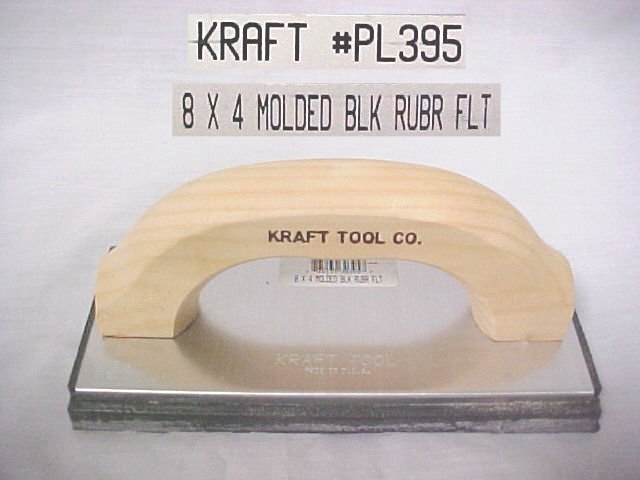 KRAFT #PL395
8 X 4 MOLDED BLK RUBR FLT
KRAFT TOOL CO.
8 X 4 MOLDED BLK RUBR FLT
KRAFT TOOL
MADE IN U.S.A.